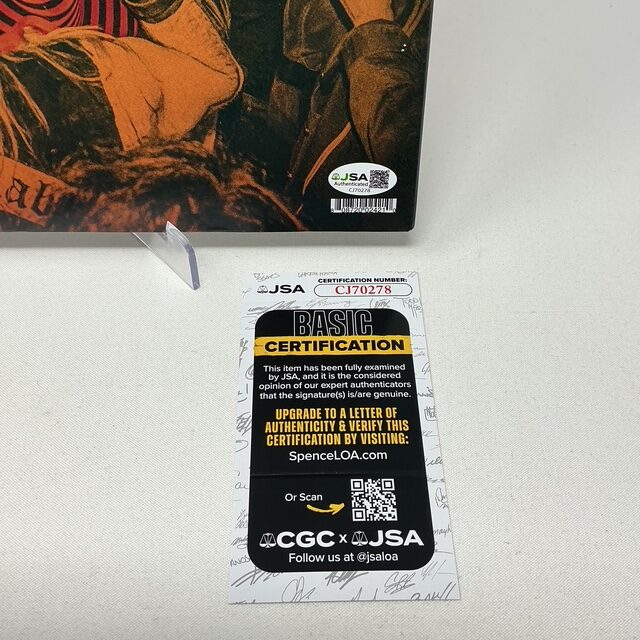 ab
JSA
Authenticated
CJ70278
JSA
CERTIFICATION NUMBER:
CJ70278
BASIC
CERTIFICATION
This item has been fully examined
by JSA, and it is the considered
opinion of our expert authenticators
that the signature(s) is/are genuine.
UPGRADE TO A LETTER OF
AUTHENTICITY & VERIFY THIS
CERTIFICATION BY VISITING:
SpenceLOA.com
Or Scan
CGC x JSA
Follow us at @jsaloa